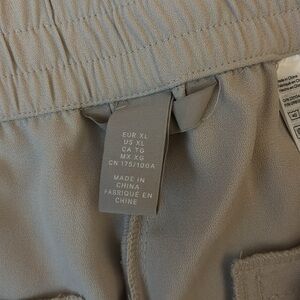 EUR XL
US XL
CA TG
MX XG
CN 175/100A
MADE IN
CHINA
FABRIQUÉ EN
CHINE